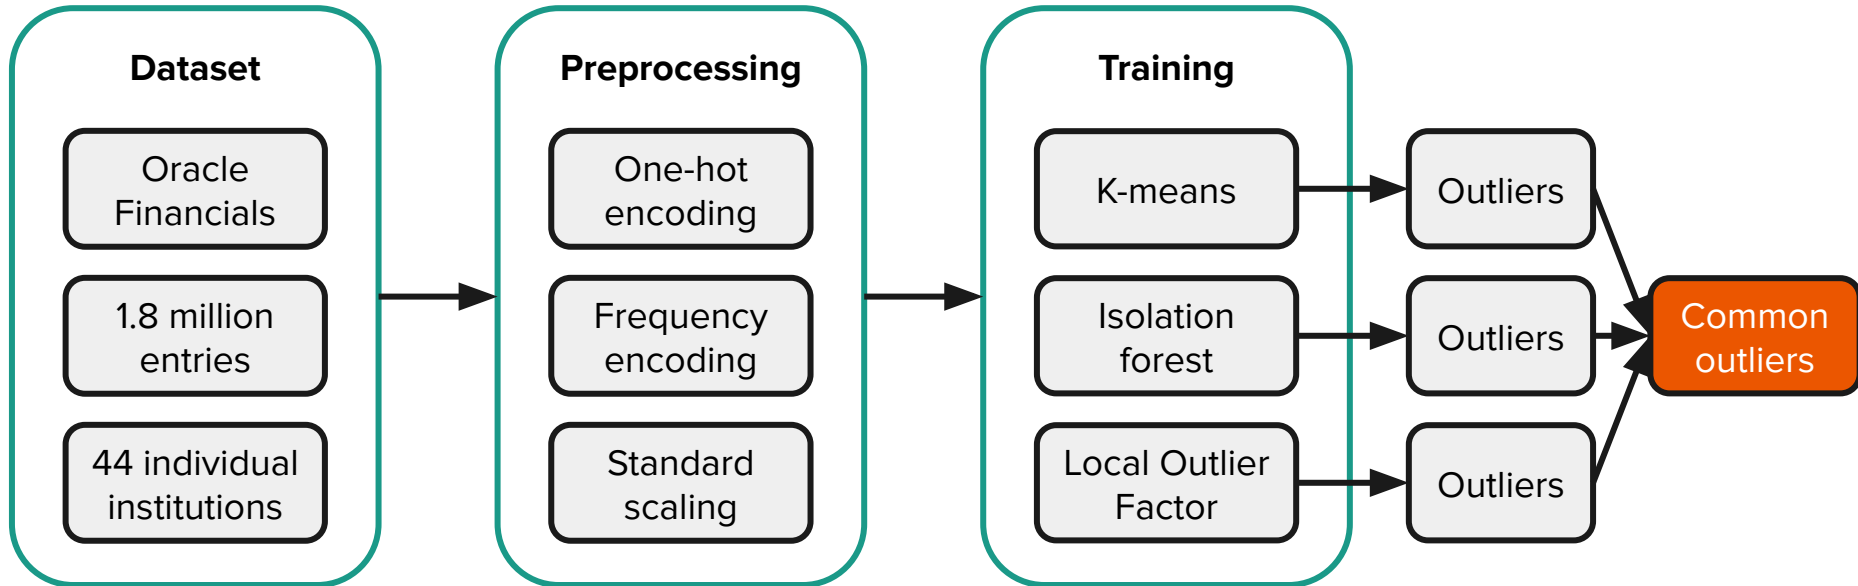 Dataset
Oracle
Financials
1.8 million
entries
44 individual
institutions
Preprocessing
One-hot
encoding
Frequency
encoding
Standard
scaling
Training
K-means
Isolation
forest
Local Outlier
Factor
Outliers
Outliers
Outliers
Common
outliers